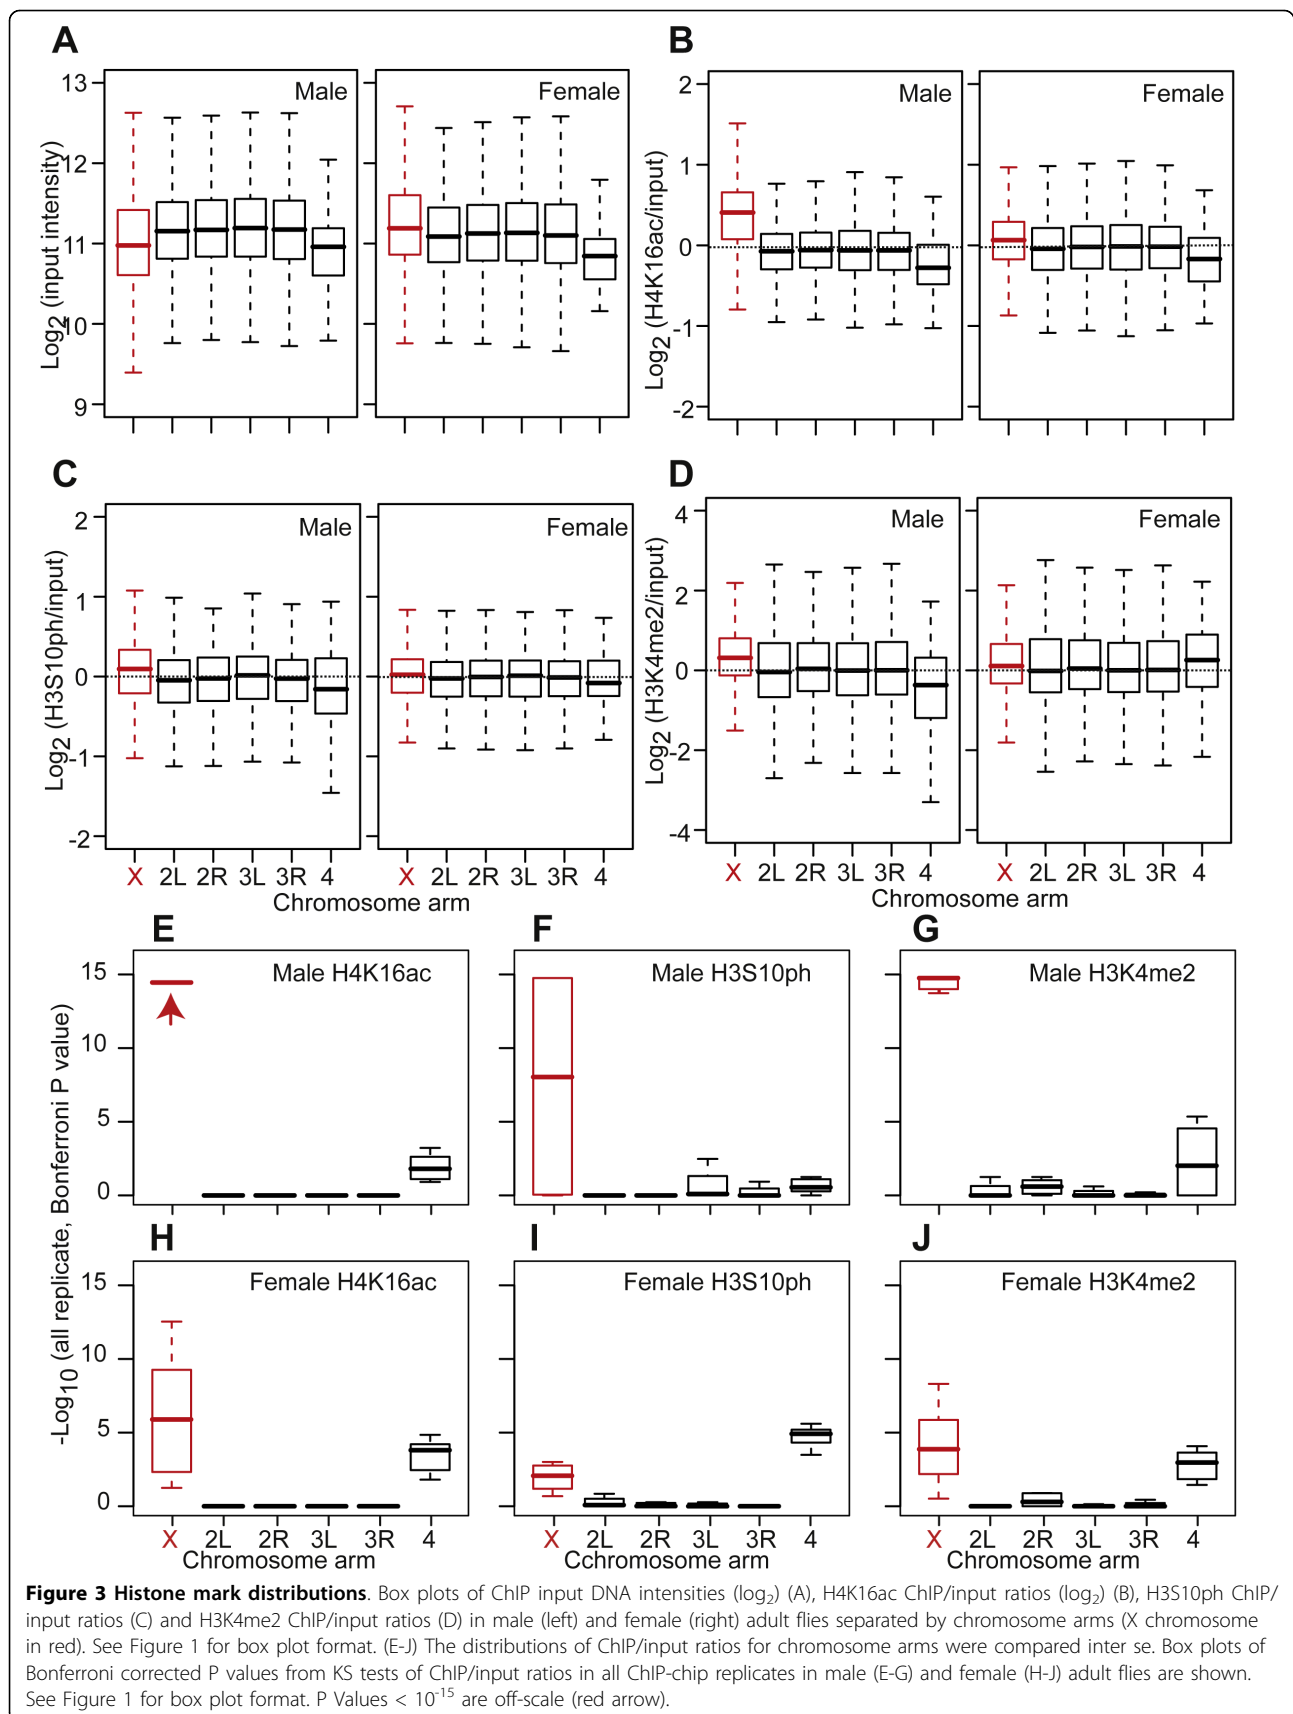 A
B
13
12
11
10
9
Log2 (input intensity)
Male
Female
2
1
0
-1
-2
Log2 (H4K16ac/input)
Male
Female
C
D
2
1
0
-1
-2
Log2 (H3S10ph/input)
Male
Female
4
2
0
-2
-4
Log2 (H3K4me2/input)
Male
Female
X 2L 2R 3L 3R 4
X 2L 2R 3L 3R 4
X 2L 2R 3L 3R 4
X 2L 2R 3L 3R 4
Chromosome arm
Chromosome arm
E
F
G
-Log10 (all replicate, Bonferroni P value)
15
10
5
0
Male H4K16ac
Male H3S10ph
Male H3K4me2
H
I
J
15
10
5
0
Female H4K16ac
Female H3S10ph
Female H3K4me2
X 2L 2R 3L 3R 4
X 2L 2R 3L 3R 4
X 2L 2R 3L 3R 4
Chromosome arm
Cchromosome arm
Chromosome arm
Figure 3 Histone mark distributions. Box plots of ChIP input DNA intensities (log2) (A), H4K16ac ChIP/input ratios (log2) (B), H3S10ph ChIP/
input ratios (C) and H3K4me2 ChIP/input ratios (D) in male (left) and female (right) adult flies separated by chromosome arms (X chromosome
in red). See Figure 1 for box plot format. (E-J) The distributions of ChIP/input ratios for chromosome arms were compared inter se. Box plots of
Bonferroni corrected P values from KS tests of ChIP/input ratios in all ChIP-chip replicates in male (E-G) and female (H-J) adult flies are shown.
See Figure 1 for box plot format. P Values < 10-15 are off-scale (red arrow).